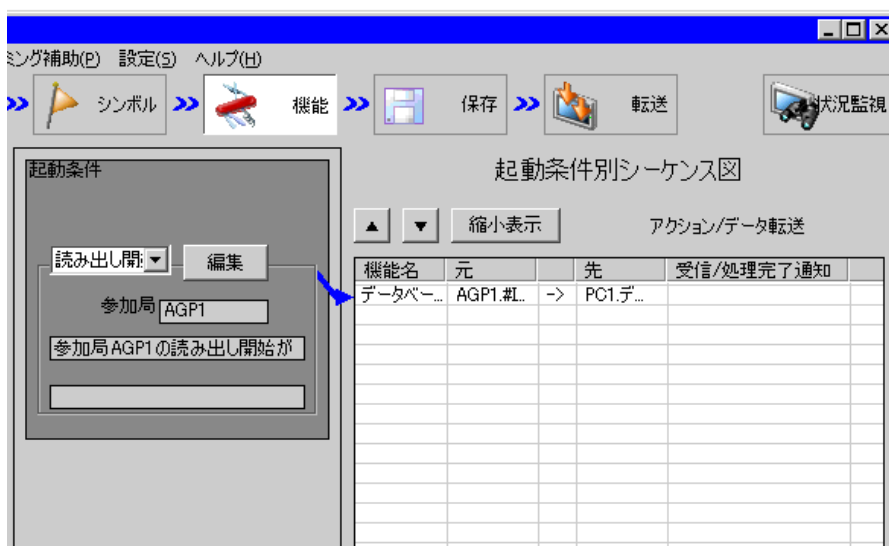 ミング補助(P) 設定(S) ヘルプ(H)
シンボル 機能 保存 転送 状況監視
起動条件
起動条件別シーケンス図
縮小表示 アクション/データ転送
読み出し開 編集
機能名 元 先 受信/処理完了通知
データベー... AGP1.#I... -> PC1.デ...
参加局 AGP1
参加局AGP1の読み出し開始が